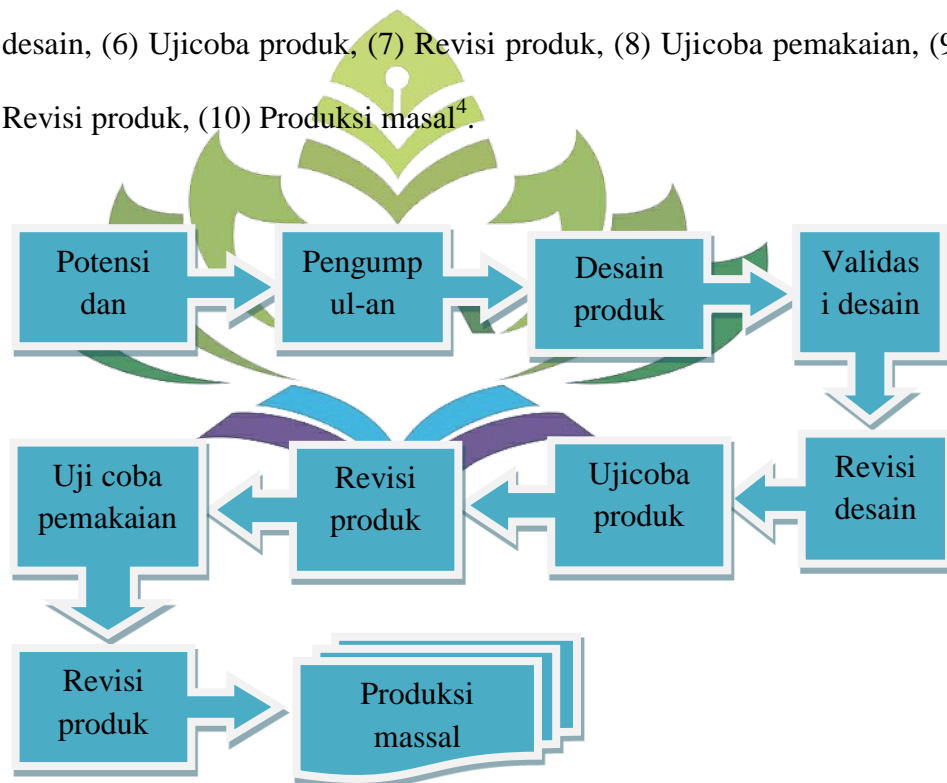 desain, (6) Ujicoba produk, (7) Revisi produk, (8) Ujicoba pemakaian, (9
Revisi produk, (10) Produksi masal⁴.
Potensi
dan
Pengump
ul-an
Desain
produk
Validas
i desain
Revisi
desain
Ujicoba
produk
Revisi
produk
Uji coba
pemakaian
Revisi
produk
Produksi
massal